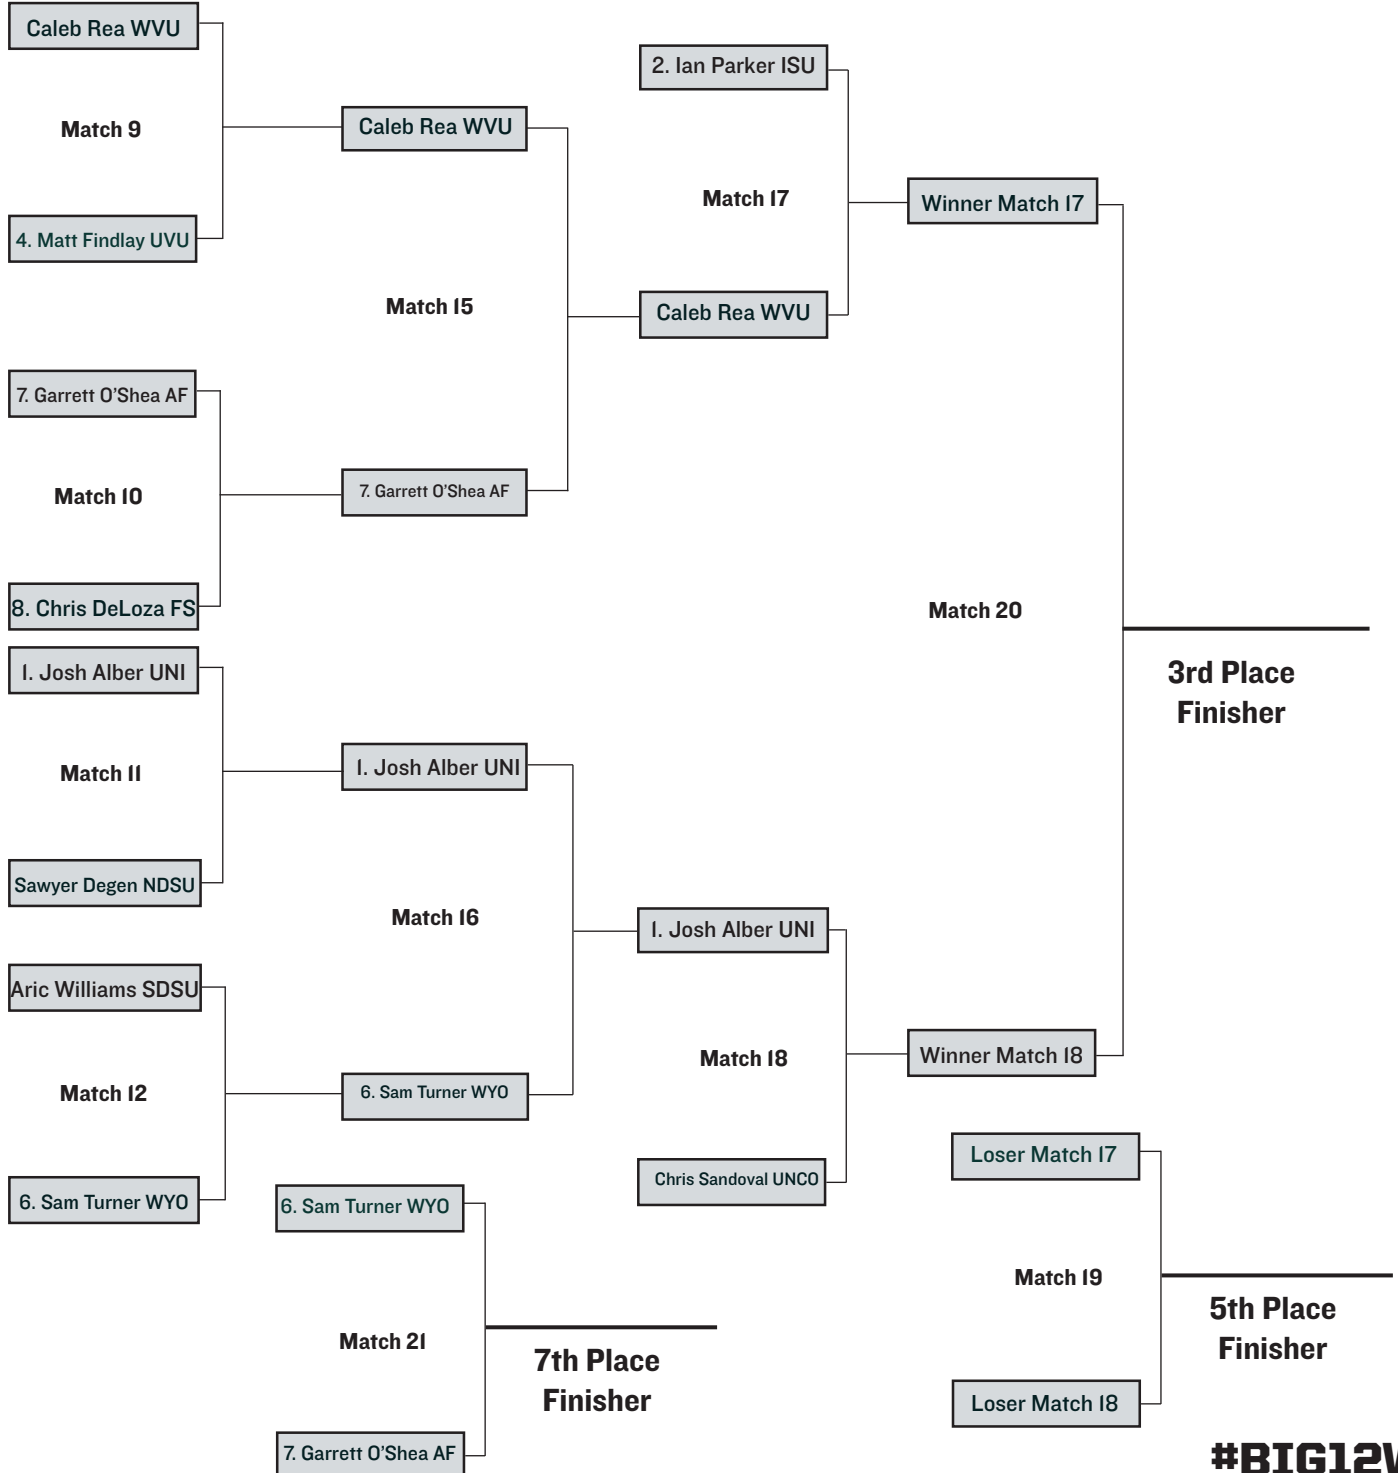 Caleb Rea WVU
Match 9
4. Matt Findlay UVU
Caleb Rea WVU
Match 15
7. Garrett O'Shea AF
Match 10
8. Chris DeLoza FS
7. Garrett O'Shea AF
2. Ian Parker ISU
Match 17
Caleb Rea WVU
Winner Match 17
Match 20
3rd Place
Finisher
1. Josh Alber UNI
Match 11
Sawyer Degen NDSU
1. Josh Alber UNI
Match 16
Aric Williams SDSU
Match 12
6. Sam Turner WYO
6. Sam Turner WYO
1. Josh Alber UNI
Match 18
Chris Sandoval UNCO
Winner Match 18
6. Sam Turner WYO
Match 21
7. Garrett O'Shea AF
7th Place
Finisher
Loser Match 17
Match 19
Loser Match 18
5th Place
Finisher
#BIG12